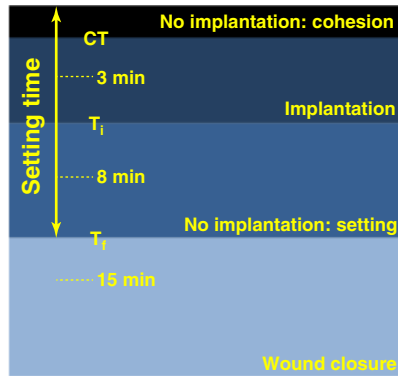 No implantation: cohesion
CT
3 min
Implantation
Ti
8 min
No implantation: setting
Tf
15 min
Wound closure
Setting time